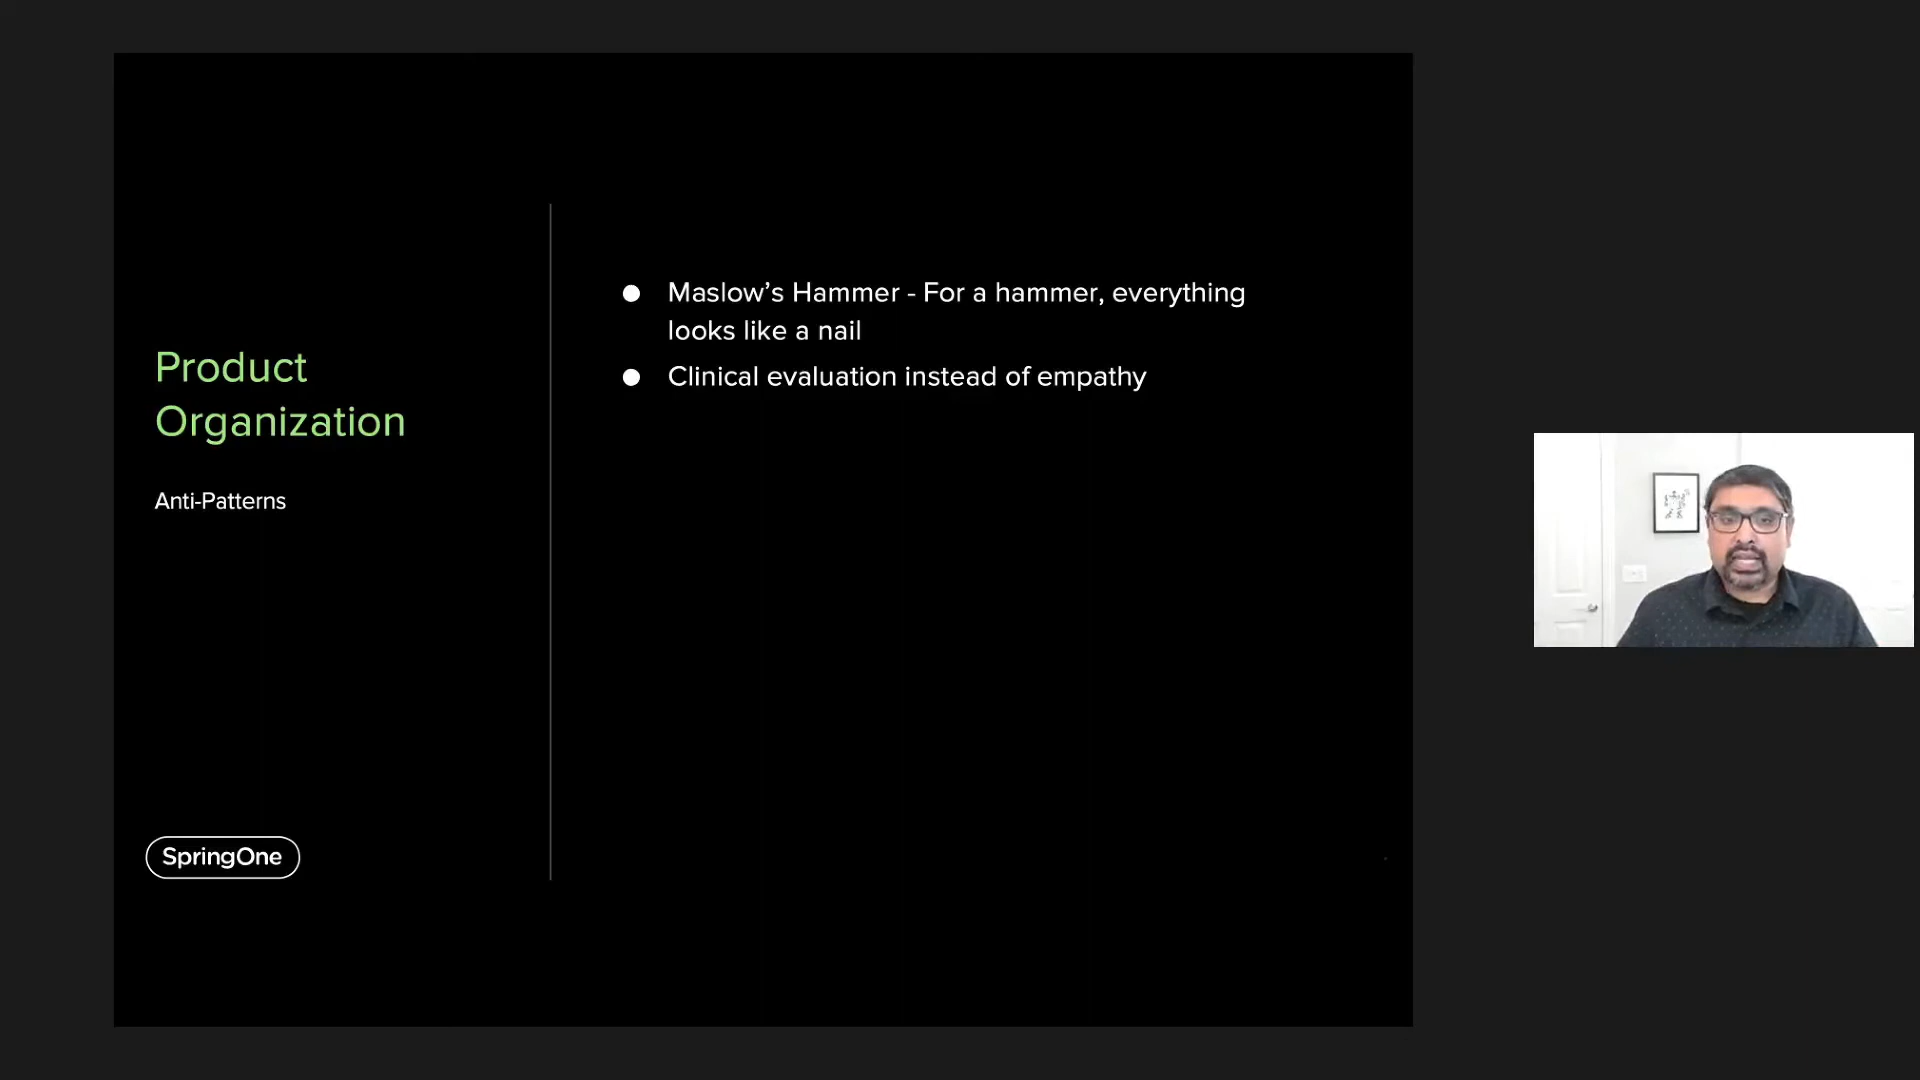 Product
Organization
Anti-Patterns
● Maslow’s Hammer - For a hammer, everything
looks like a nail
● Clinical evaluation instead of empathy
SpringOne